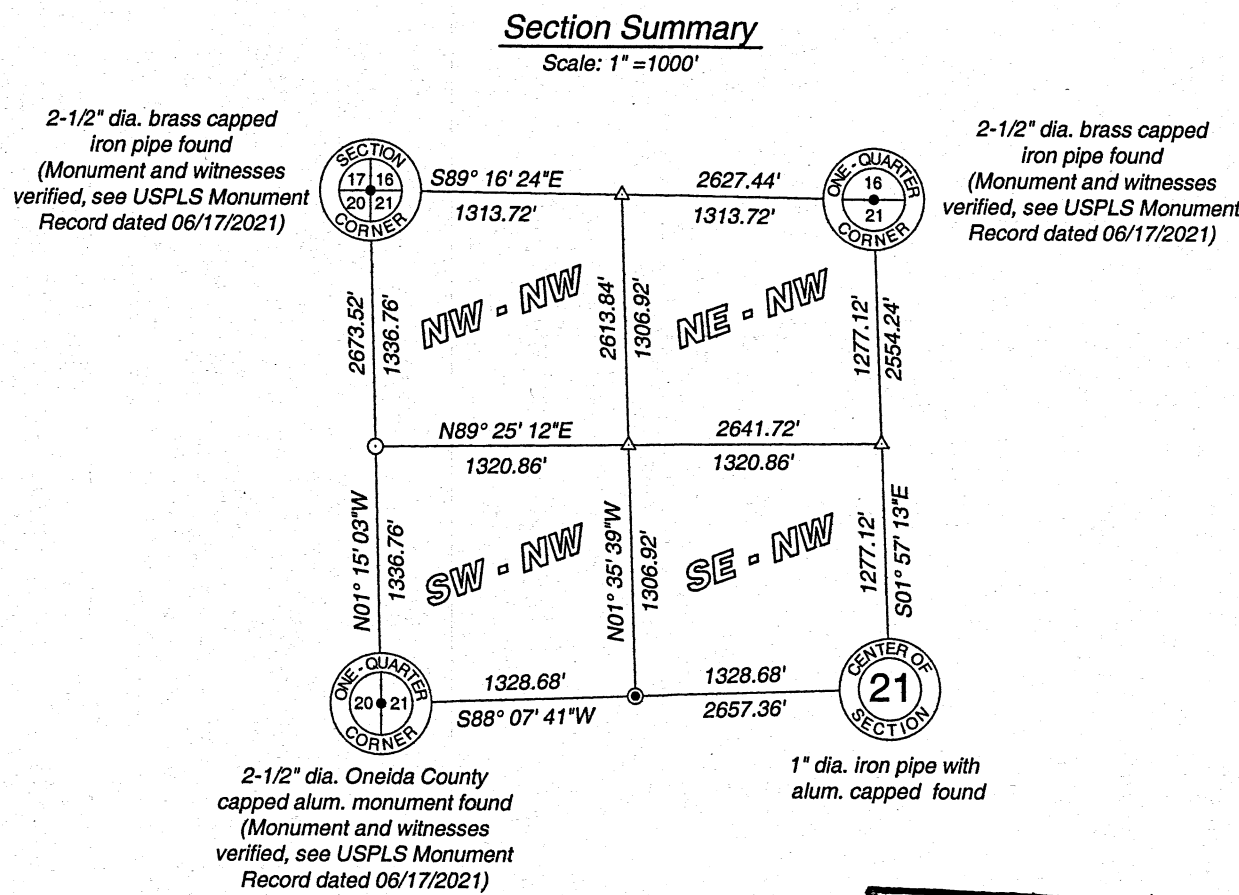 Section Summary
Scale: 1"=1000'
2-1/2" dia. brass capped
iron pipe found
(Monument and witnesses
verified, see USPLS Monument
Record dated 06/17/2021)
SECTION
17 16
20 21
CORNER
S89° 16' 24"E
1313.72'
2627.44'
1313.72'
ONE-QUARTER
16
21
CORNER
2-1/2" dia. brass capped
iron pipe found
(Monument and witnesses
verified, see USPLS Monument
Record dated 06/17/2021)
2673.52'
1336.76'
NW - NW
2613.84'
1306.92'
NE - NW
1277.12'
2554.24'
N89° 25' 12"E
1320.86'
2641.72'
1320.86'
N01° 15' 03"W
1336.76'
SW - NW
N01° 35' 39"W
1306.92'
SE - NW
1277.12'
S01° 57' 13"E
ONE-QUARTER
20 21
CORNER
1328.68'
S88° 07' 41"W
1328.68'
2657.36'
CENTER OF
21
SECTION
2-1/2" dia. Oneida County
capped alum. monument found
(Monument and witnesses
verified, see USPLS Monument
Record dated 06/17/2021)
1" dia. iron pipe with
alum. capped found